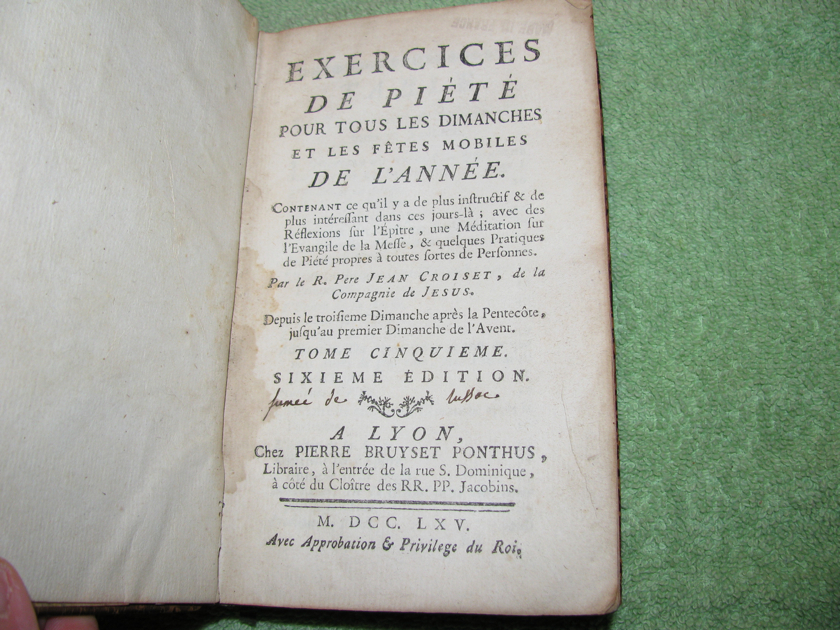 EXERCICES
DE PIÉTÉ
POUR TOUS LES DIMANCHES
ET LES FÊTES MOBILES
DE L'ANNÉE.
CONTENANT ce qu'il y a de plus inſtructif & de
plus intéreſſant dans ces jours-là ; avec des
Réflexions ſur l'Épitre , une Méditation ſur
l'Evangile de la Meſſe , & quelques Pratiques
de Piété propres à toutes ſortes de Perſonnes.
Par le R. Pere JEAN CROISET , de la
Compagnie de JESUS.
Depuis le troiſieme Dimanche après la Pentecôte,
juſqu'au premier Dimanche de l'Avent.
TOME CINQUIEME.
SIXIEME ÉDITION.
de
A LYON,
Chez PIERRE BRUYSET PONTHUS ,
Libraire, à l'entrée de la rue S. Dominique,
à côté du Cloître des RR. PP. Jacobins.
M. DCC. LXV.
Avec Approbation & Privilege du Roi.